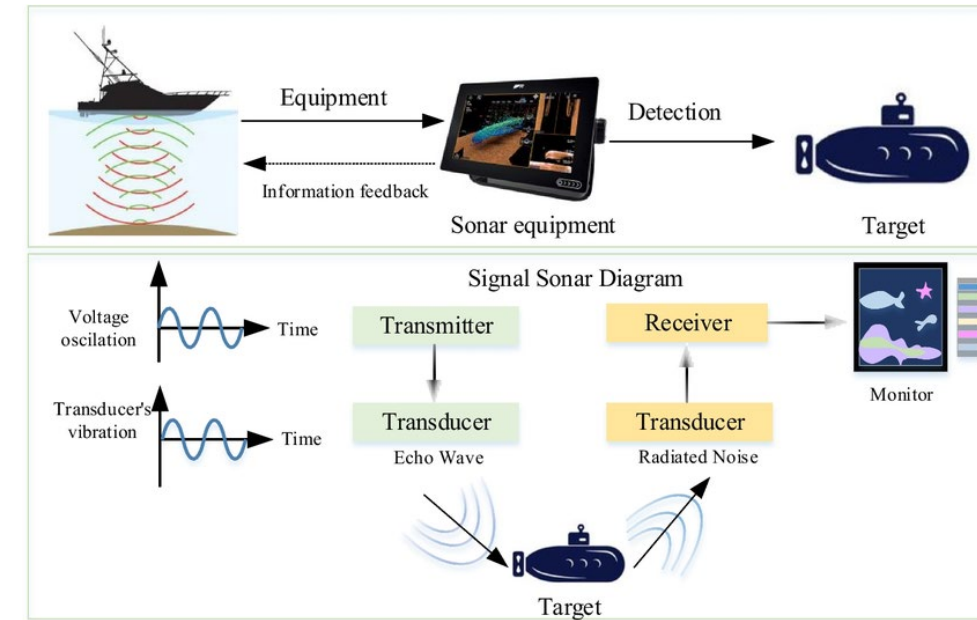 Equipment
Detection
Information feedback
Sonar equipment
Target
Signal Sonar Diagram
Voltage
oscilation
Time
Transmitter
Receiver
Transducer's
vibration
Time
Transducer
Transducer
Monitor
Echo Wave
Radiated Noise
Target